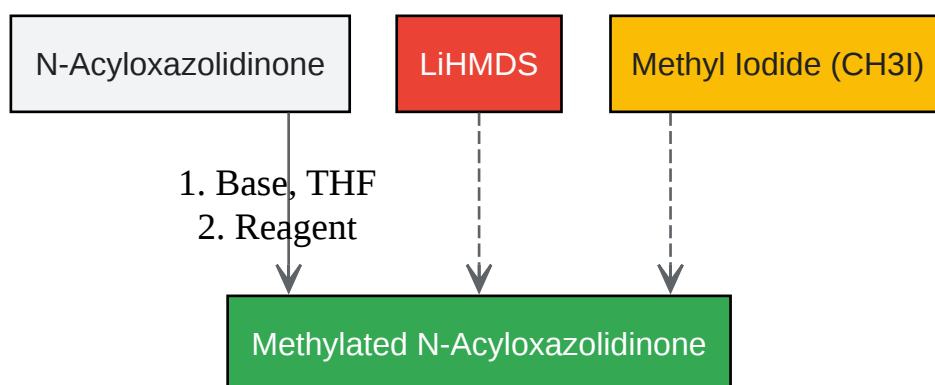 N-Acyloxazolidinone
LiHMDS
Methyl Iodide (CH3I)
1. Base, THF
2. Reagent
Methylated N-Acyloxazolidinone